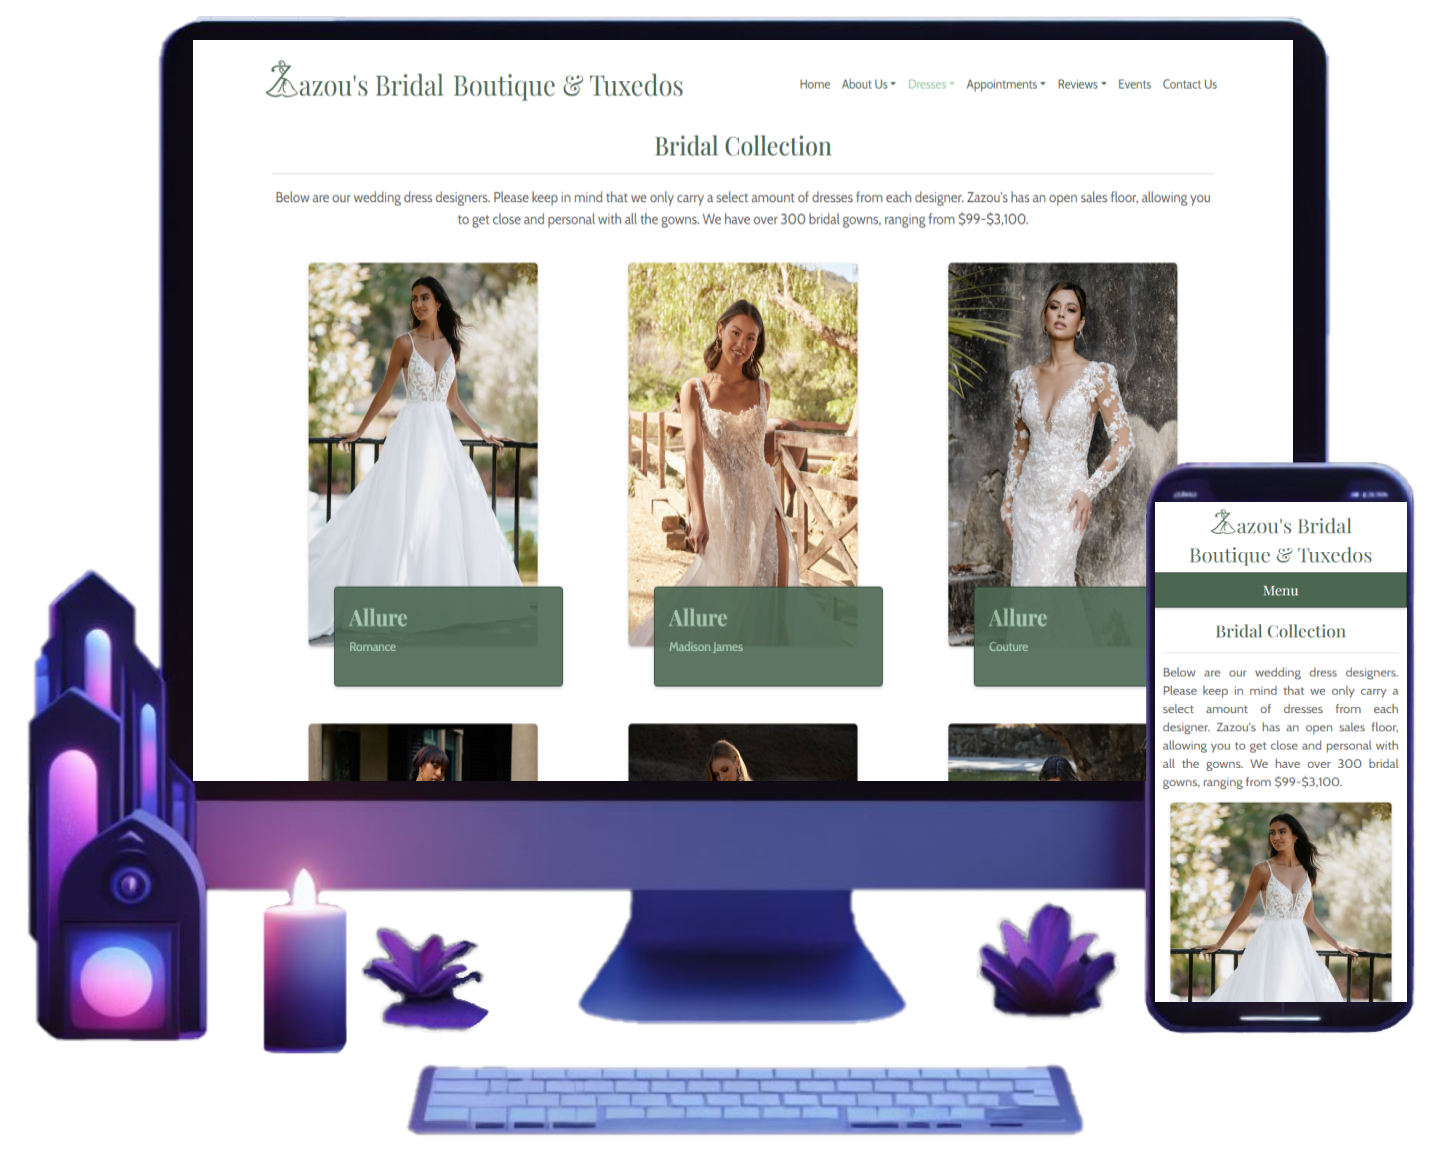 Zazou's Bridal Boutique & Tuxedos
Home About Us Dresses Appointments Reviews Events Contact Us
Bridal Collection
Below are our wedding dress designers. Please keep in mind that we only carry a select amount of dresses from each designer. Zazou's has an open sales floor, allowing you
to get close and personal with all the gowns. We have over 300 bridal gowns, ranging from $99-$3,100.
Allure
Romance
Allure
Madison James
Allure
Couture
Zazou's Bridal
Boutique & Tuxedos
Menu
Bridal Collection
Below are our wedding dress designers.
Please keep in mind that we only carry a
select amount of dresses from each
designer. Zazou's has an open sales floor,
allowing you to get close and personal with
all the gowns. We have over 300 bridal
gowns, ranging from $99-$3,100.